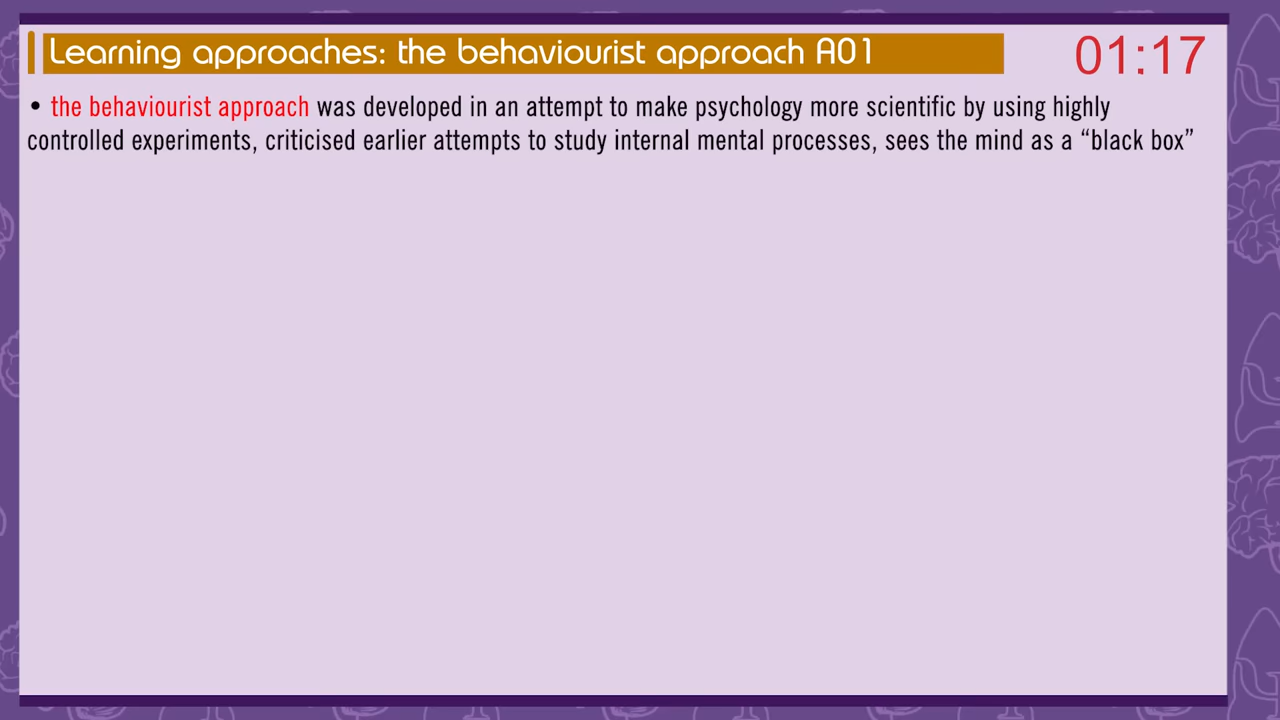 Learning approaches: the behaviourist approach A01
01:17
• the behaviourist approach was developed in an attempt to make psychology more scientific by using highly
controlled experiments, criticised earlier attempts to study internal mental processes, sees the mind as a “black box”